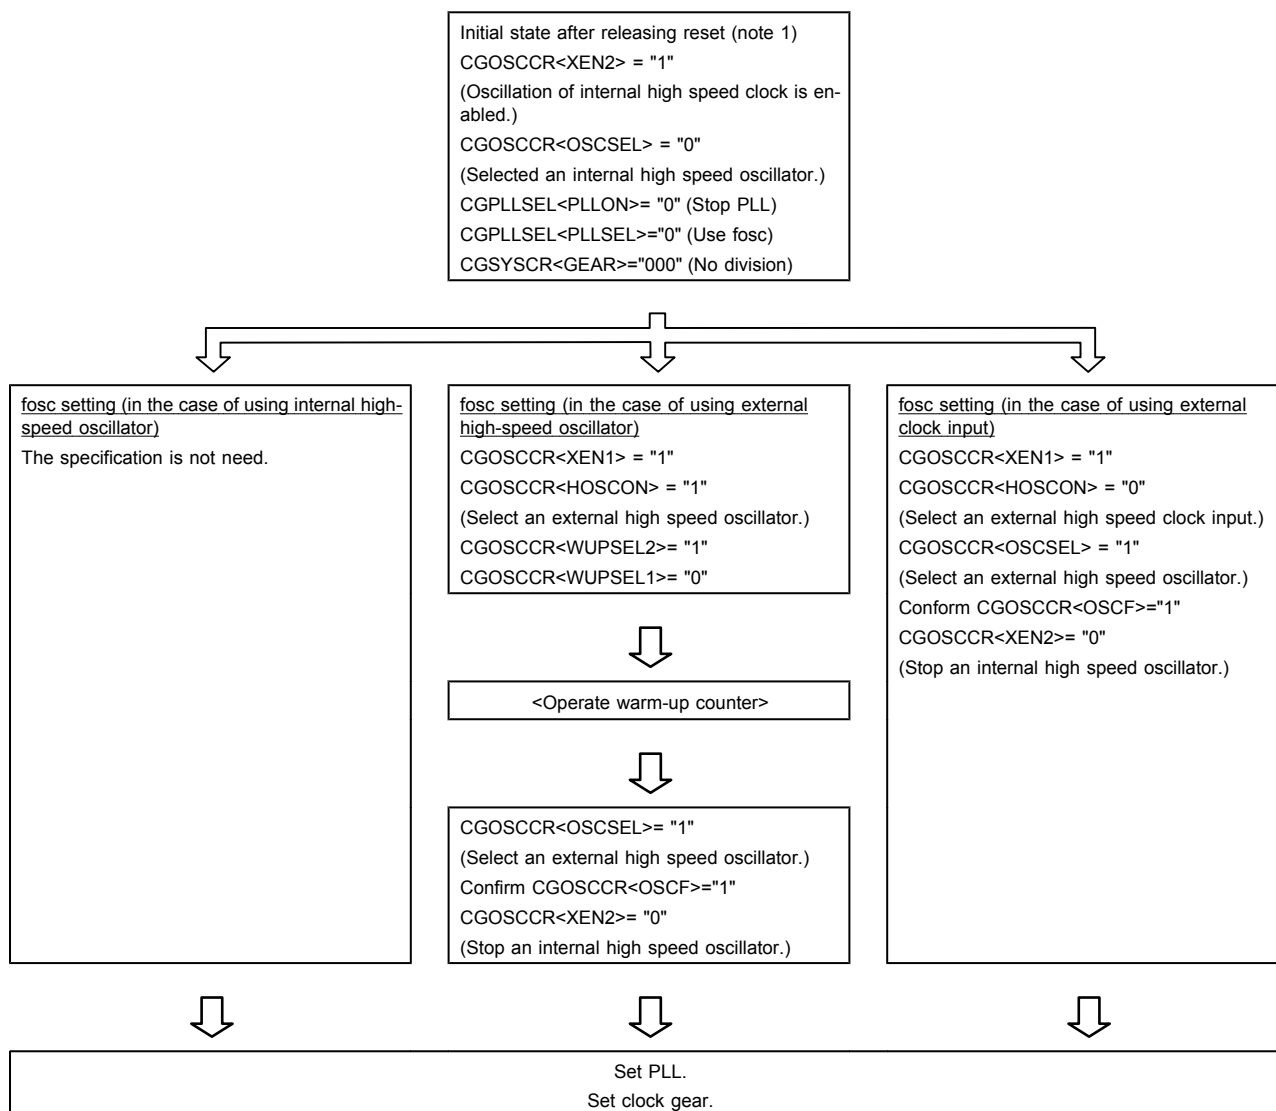 Initial state after releasing reset (note 1)
CGOSCCR<XEN2> = "1"
(Oscillation of internal high speed clock is en-
abled.)
CGOSCCR<OSCSEL> = "0"
(Selected an internal high speed oscillator.)
CGPLLSEL<PLLON>= "0" (Stop PLL)
CGPLLSEL<PLLSEL>="0" (Use fosc)
CGSYSCR<GEAR>="000" (No division)
fosc setting (in the case of using internal high-
speed oscillator)
The specification is not need.
fosc setting (in the case of using external
high-speed oscillator)
CGOSCCR<XEN1> = "1"
CGOSCCR<HOSCON> = "1"
(Select an external high speed oscillator.)
CGOSCCR<WUPSEL2>= "1"
CGOSCCR<WUPSEL1>= "0"
<Operate warm-up counter>
CGOSCCR<OSCSEL>= "1"
(Select an external high speed oscillator.)
Confirm CGOSCCR<OSCF>="1"
CGOSCCR<XEN2>= "0"
(Stop an internal high speed oscillator.)
fosc setting (in the case of using external
clock input)
CGOSCCR<XEN1> = "1"
CGOSCCR<HOSCON> = "0"
(Select an external high speed clock input.)
CGOSCCR<OSCSEL> = "1"
(Select an external high speed oscillator.)
Conform CGOSCCR<OSCF>="1"
CGOSCCR<XEN2>= "0"
(Stop an internal high speed oscillator.)
Set PLL.
Set clock gear.